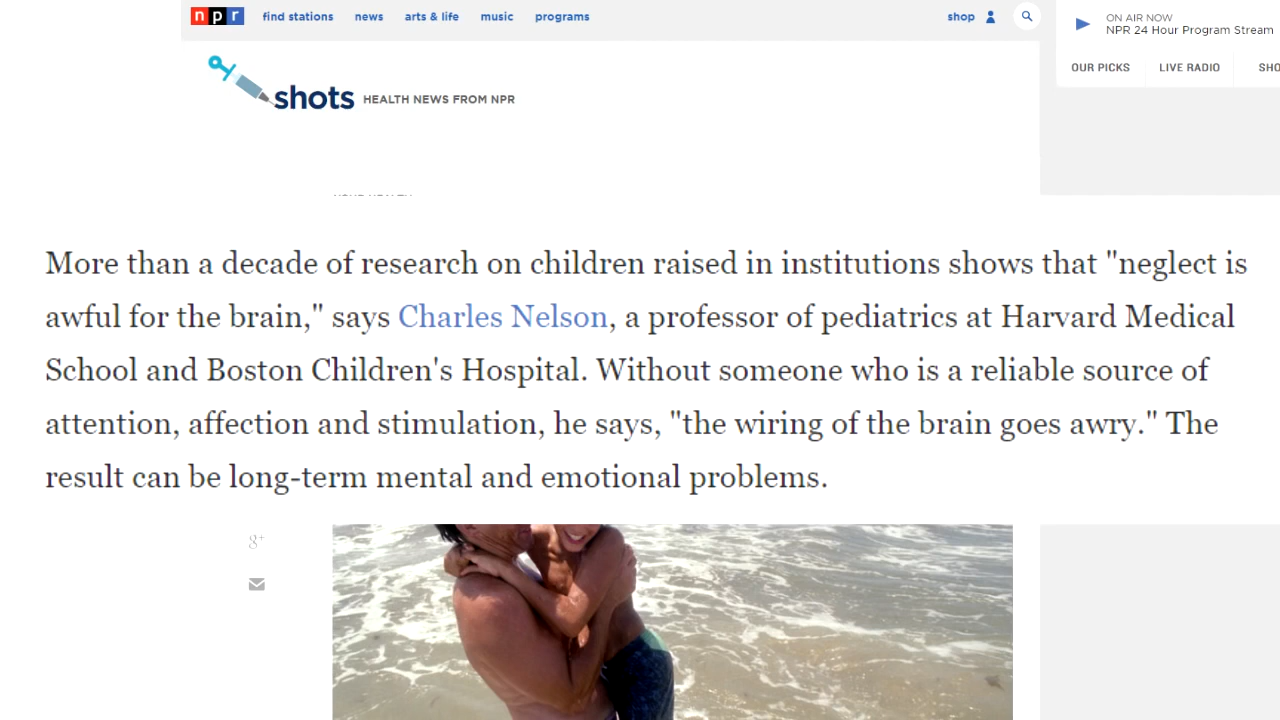 npr find stations news arts & life music programs shop
ON AIR NOW
NPR 24 Hour Program Stream
OUR PICKS LIVE RADIO
shots HEALTH NEWS FROM NPR
More than a decade of research on children raised in institutions shows that "neglect is
awful for the brain," says Charles Nelson, a professor of pediatrics at Harvard Medical
School and Boston Children's Hospital. Without someone who is a reliable source of
attention, affection and stimulation, he says, "the wiring of the brain goes awry." The
result can be long-term mental and emotional problems.
g+